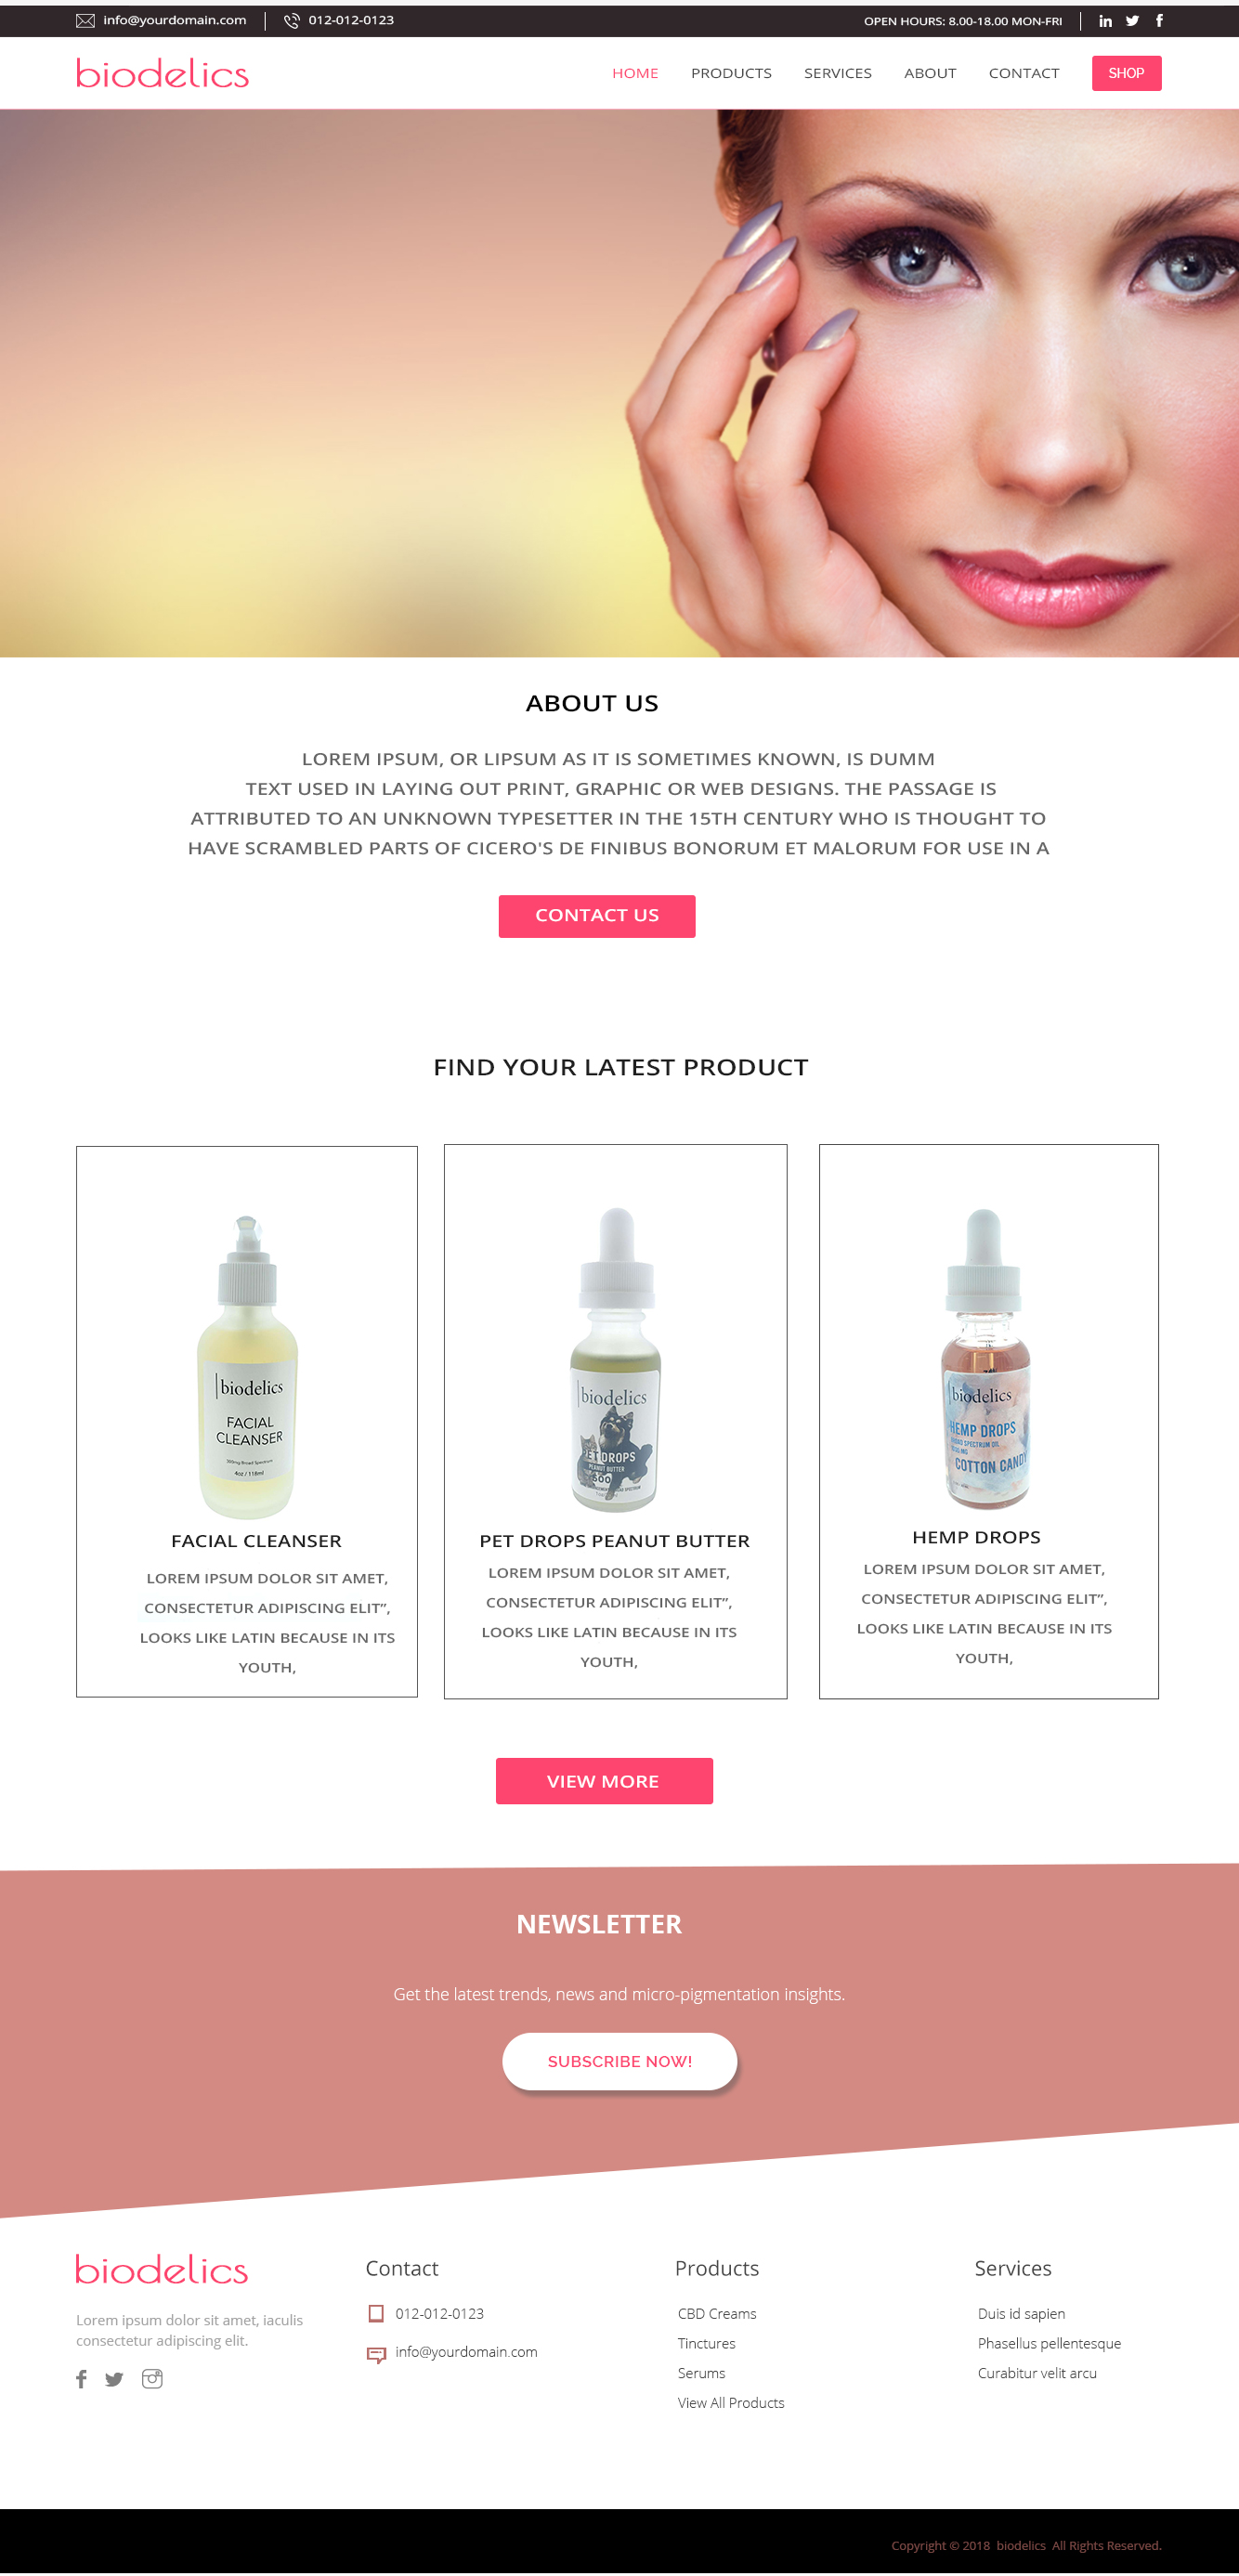 info@yourdomain.com
012-012-0123
OPEN HOURS: 8.00-18.00 MON-FRI
biodelics
HOME
PRODUCTS
SERVICES
ABOUT
CONTACT
SHOP
ABOUT US
LOREM IPSUM, OR LIPSUM AS IT IS SOMETIMES KNOWN, IS DUMM
TEXT USED IN LAYING OUT PRINT, GRAPHIC OR WEB DESIGNS. THE PASSAGE IS
ATTRIBUTED TO AN UNKNOWN TYPESETTER IN THE 15TH CENTURY WHO IS THOUGHT TO
HAVE SCRAMBLED PARTS OF CICERO'S DE FINIBUS BONORUM ET MALORUM FOR USE IN A
CONTACT US
FIND YOUR LATEST PRODUCT
biodelics
FACIAL
CLEANSER
4oz / 118ml
FACIAL CLEANSER
LOREM IPSUM DOLOR SIT AMET,
CONSECTETUR ADIPISCING ELIT”,
LOOKS LIKE LATIN BECAUSE IN ITS
YOUTH,
biodelics
PET DROPS
PEANUT BUTTER
PET DROPS PEANUT BUTTER
LOREM IPSUM DOLOR SIT AMET,
CONSECTETUR ADIPISCING ELIT”,
LOOKS LIKE LATIN BECAUSE IN ITS
YOUTH,
biodelics
HEMP DROPS
SPECTRUM OIL
COTTON CANDY
HEMP DROPS
LOREM IPSUM DOLOR SIT AMET,
CONSECTETUR ADIPISCING ELIT”,
LOOKS LIKE LATIN BECAUSE IN ITS
YOUTH,
VIEW MORE
NEWSLETTER
Get the latest trends, news and micro-pigmentation insights.
SUBSCRIBE NOW!
biodelics
Lorem ipsum dolor sit amet, iaculis
consectetur adipiscing elit.
Contact
012-012-0123
info@yourdomain.com
Products
CBD Creams
Tinctures
Serums
View All Products
Services
Duis id sapien
Phasellus pellentesque
Curabitur velit arcu
Copyright © 2018 biodelics All Rights Reserved.